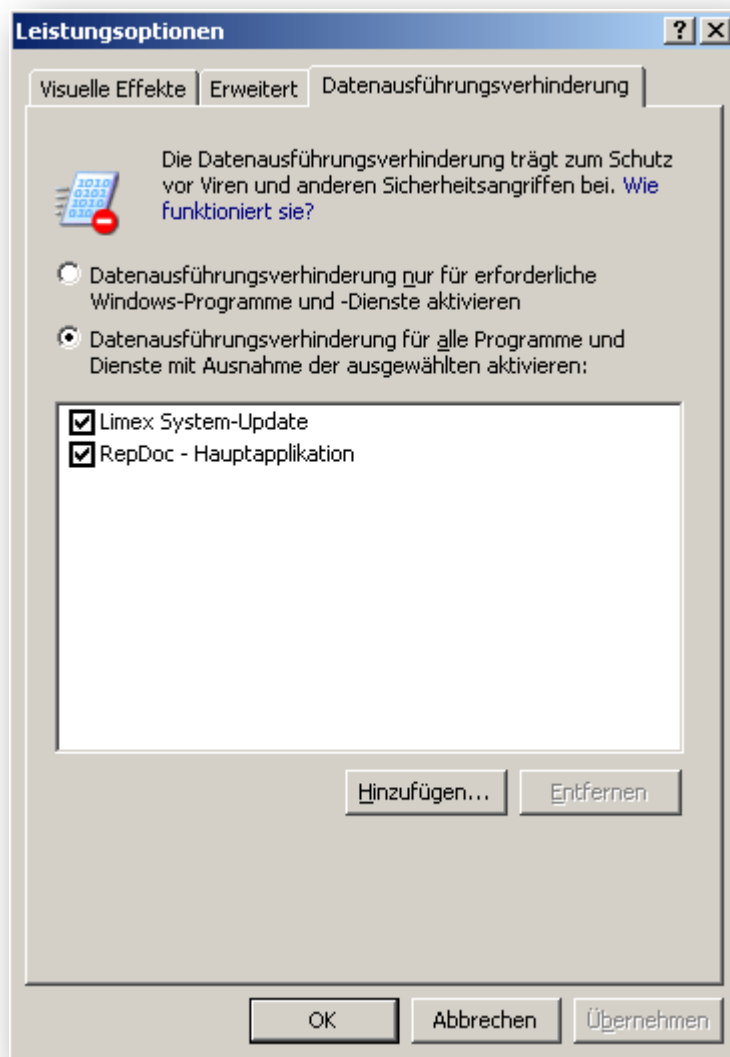 Leistungsoptionen
Visuelle Effekte
Erweitert
Datenausführungsverhinderung
Die Datenausführungsverhinderung trägt zum Schutz
vor Viren und anderen Sicherheitsangriffen bei. Wie
funktioniert sie?
Datenausführungsverhinderung nur für erforderliche
Windows-Programme und -Dienste aktivieren
Datenausführungsverhinderung für alle Programme und
Dienste mit Ausnahme der ausgewählten aktivieren:
Limex System-Update
RepDoc - Hauptapplikation
Hinzufügen...
Entfernen
OK
Abbrechen
Übernehmen